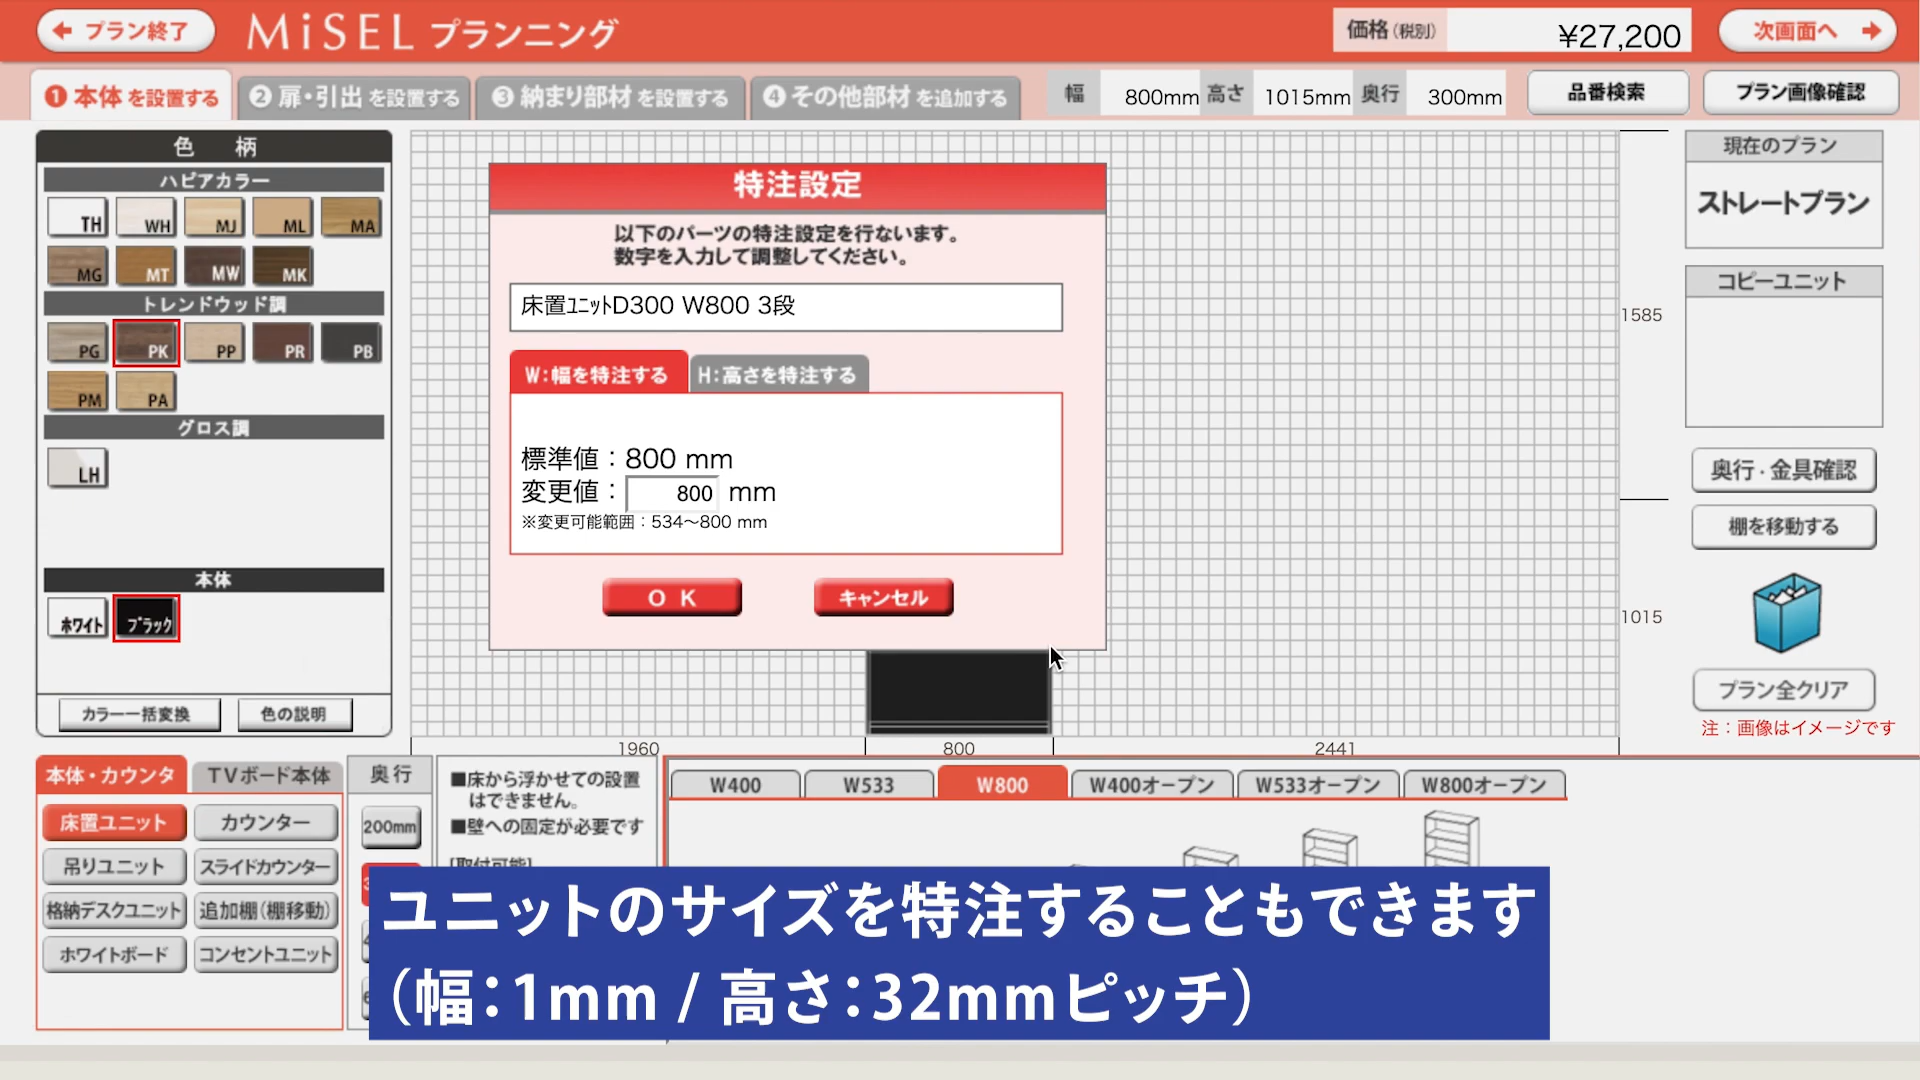 プラン終了
MiSEL プランニング
価格(税別) ¥27,200
次画面へ
1 本体を設置する
2 扉・引出を設置する
3 納まり部材を設置する
4 その他部材を追加する
幅 800mm 高さ 1015mm 奥行 300mm
品番検索
プラン画像確認
色 柄
ハピアカラー
TH WH MJ ML MA
MG MT MW MK
トレンドウッド調
PG PK PP PR PB
PM PA
グロス調
LH
本体
ホワイト ブラック
カラー一括変換 色の説明
特注設定
以下のパーツの特注設定を行ないます。
数字を入力して調整してください。
床置ﾕﾆｯﾄD300 W800 3段
W:幅を特注する H:高さを特注する
標準値：800 mm
変更値： 800 mm
※変更可能範囲：534〜800 mm
OK キャンセル
1585
1015
1960 800 2441
現在のプラン
ストレートプラン
コピーユニット
奥行・金具確認
棚を移動する
プラン全クリア
注：画像はイメージです
本体・カウンタ TVボード本体
床置ユニット カウンター
吊りユニット スライドカウンター
格納デスクユニット 追加棚(棚移動)
ホワイトボード コンセントユニット
奥行
200mm
■床から浮かせての設置
はできません。
■壁への固定が必要です
[取付可能]
W400 W533 W800 W400オープン W533オープン W800オープン
ユニットのサイズを特注することもできます
（幅：1mm / 高さ：32mmピッチ）